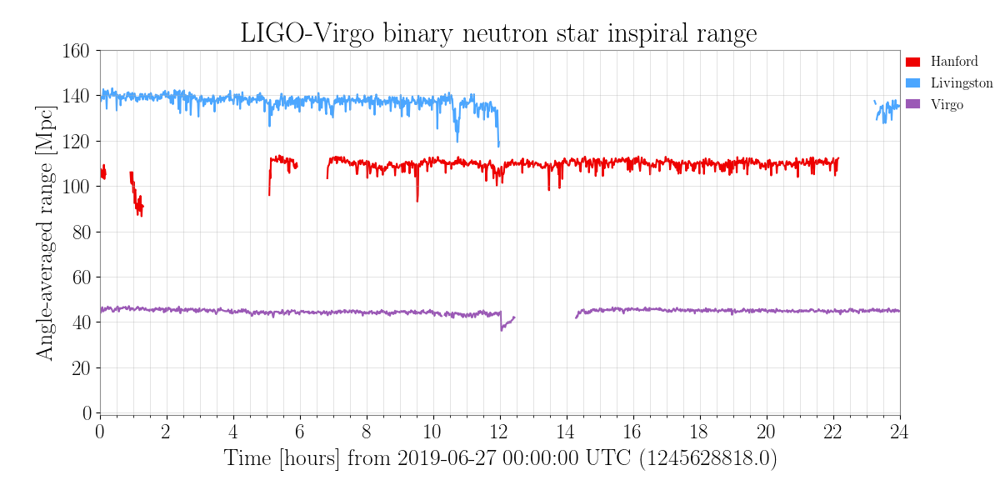 LIGO-Virgo binary neutron star inspiral range
Angle-averaged range [Mpc]
160
140
120
100
80
60
40
20
0
0 2 4 6 8 10 12 14 16 18 20 22 24
Time [hours] from 2019-06-27 00:00:00 UTC (1245628818.0)
Hanford
Livingston
Virgo